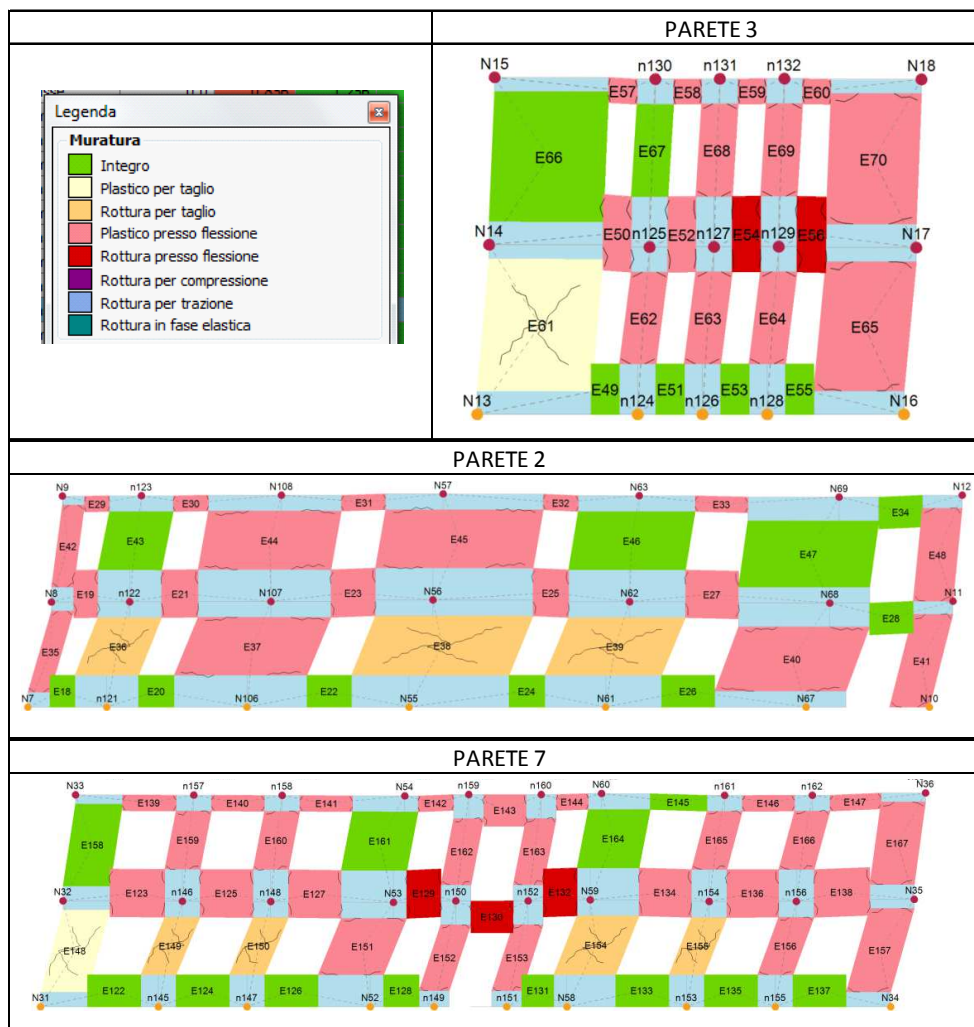 PARETE 3
Legenda
Muratura
Integro
Plastico per taglio
Rottura per taglio
Plastico presso flessione
Rottura presso flessione
Rottura per compressione
Rottura per trazione
Rottura in fase elastica
N15 n130 n131 n132 N18
E57 E58 E59 E60
E66 E67 E68 E69 E70
N14 E50 n125 E52 n127 E54 n129 E56 N17
E61 E62 E63 E64 E65
E49 E51 E53 E55
N13 n124 n126 n128 N16
PARETE 2
N9 n123 N108 N57 N63 N69 N12
E29 E30 E31 E32 E33 E34
E42 E43 E44 E45 E46 E47 E48
N8 E19 n122 E21 N107 E23 N56 E25 N62 E27 N68 E28 N11
E35 E36 E37 E38 E39 E40 E41
N7 E18 n121 E20 N106 E22 N55 E24 N61 E26 N67 N10
PARETE 7
N33 n157 n158 N54 n159 n160 N60 n161 n162 N36
E139 E140 E141 E142 E143 E144 E145 E146 E147
E158 E159 E160 E161 E162 E163 E164 E165 E166 E167
N32 E123 n146 E125 n148 E127 N53 E129 n150 E130 n152 E132 N59 E134 n154 E136 n156 E138 N35
E148 E149 E150 E151 E152 E153 E154 E155 E156 E157
E122 E124 E126 E128 E131 E133 E135 E137
N31 n145 n147 N52 n149 n151 N58 n153 n155 N34